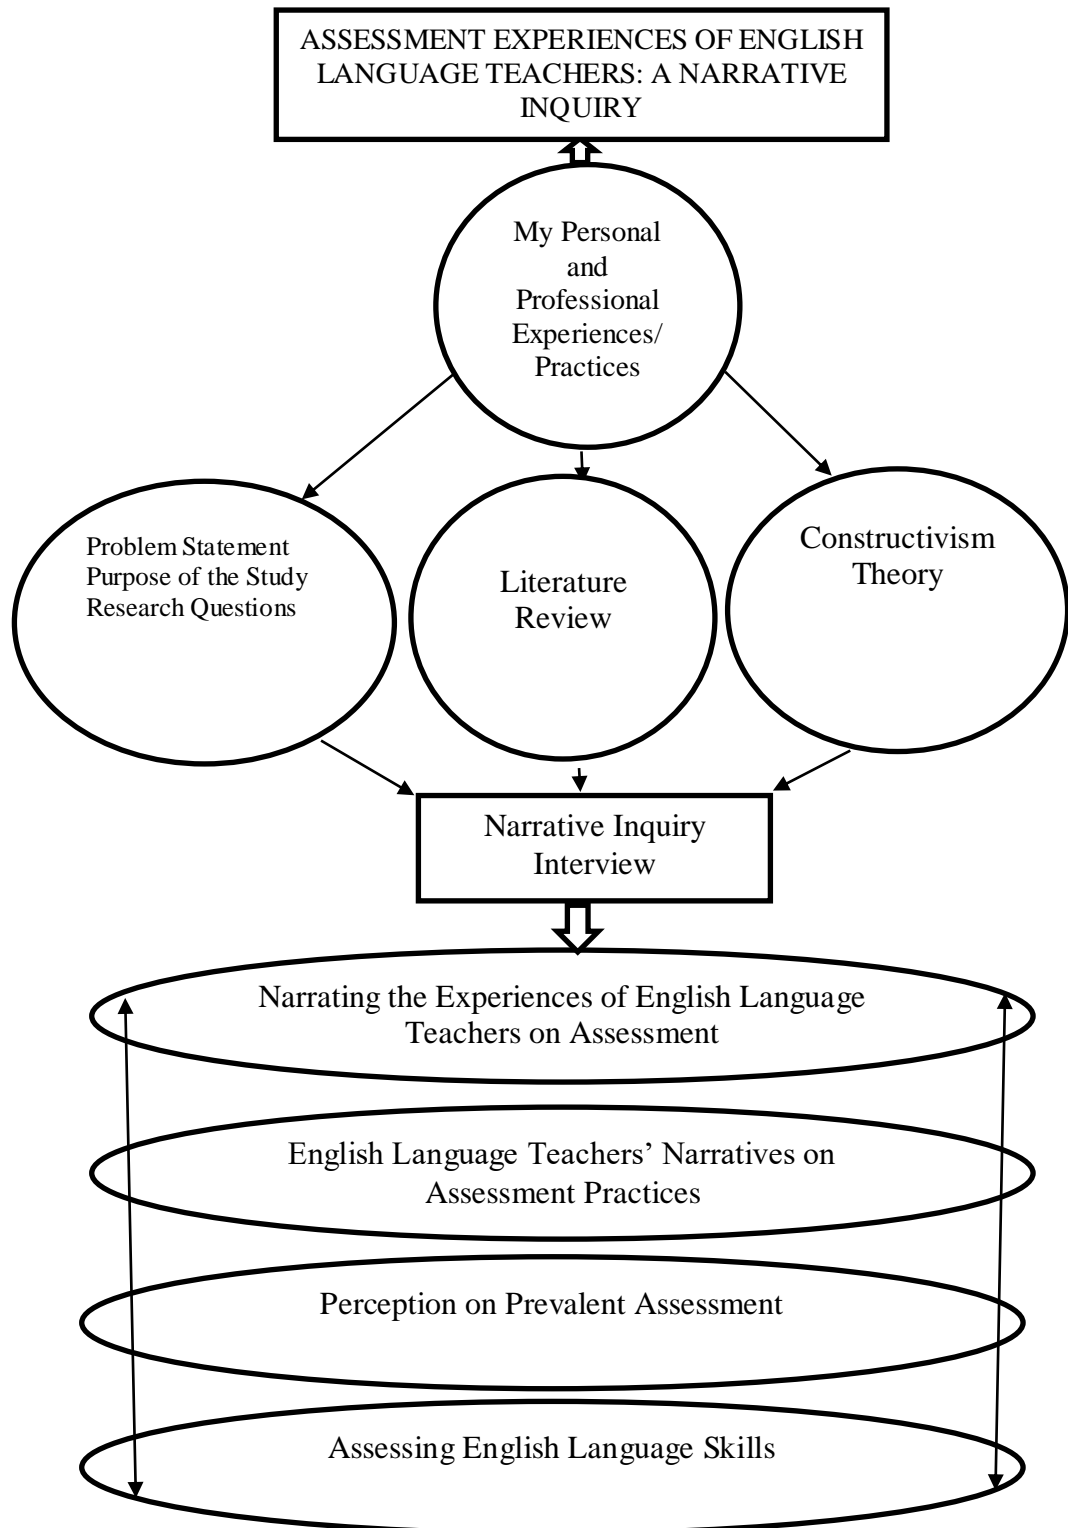 ASSESSMENT EXPERIENCES OF ENGLISH
LANGUAGE TEACHERS: A NARRATIVE
INQUIRY
My Personal
and
Professional
Experiences/
Practices
Problem Statement
Purpose of the Study
Research Questions
Literature
Review
Constructivism
Theory
Narrative Inquiry
Interview
Narrating the Experiences of English Language
Teachers on Assessment
English Language Teachers’ Narratives on
Assessment Practices
Perception on Prevalent Assessment
Assessing English Language Skills